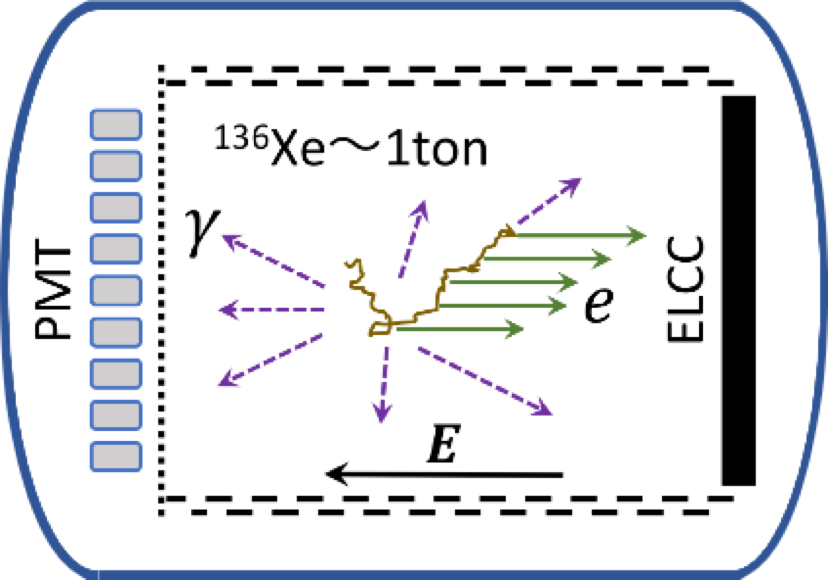 ¹³⁶Xe～1ton
γ
PMT
ELCC
e
E